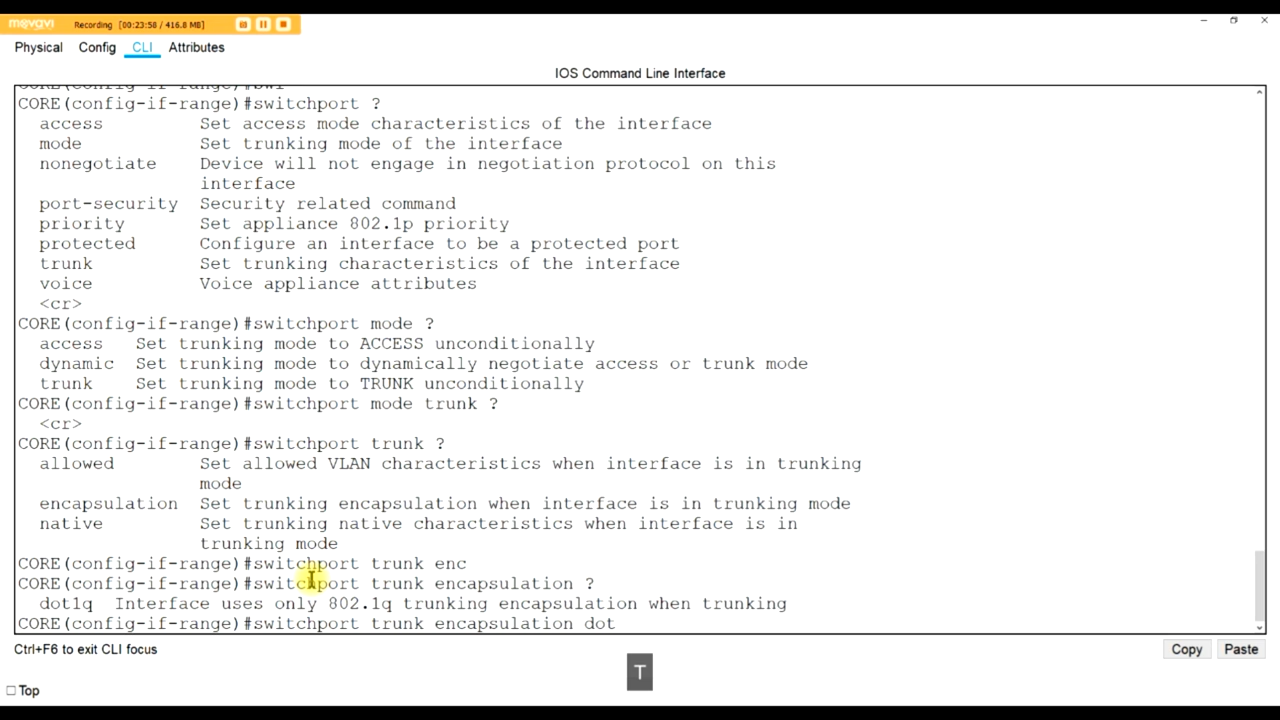 movavi Recording [00:23:58 / 416.8 MB]
Physical Config CLI Attributes
IOS Command Line Interface
CORE(config-if-range)#switchport ?
access Set access mode characteristics of the interface
mode Set trunking mode of the interface
nonegotiate Device will not engage in negotiation protocol on this
interface
port-security Security related command
priority Set appliance 802.1p priority
protected Configure an interface to be a protected port
trunk Set trunking characteristics of the interface
voice Voice appliance attributes
<cr>
CORE(config-if-range)#switchport mode ?
access Set trunking mode to ACCESS unconditionally
dynamic Set trunking mode to dynamically negotiate access or trunk mode
trunk Set trunking mode to TRUNK unconditionally
CORE(config-if-range)#switchport mode trunk ?
<cr>
CORE(config-if-range)#switchport trunk ?
allowed Set allowed VLAN characteristics when interface is in trunking
mode
encapsulation Set trunking encapsulation when interface is in trunking mode
native Set trunking native characteristics when interface is in
trunking mode
CORE(config-if-range)#switchport trunk enc
CORE(config-if-range)#switchport trunk encapsulation ?
dot1q Interface uses only 802.1q trunking encapsulation when trunking
CORE(config-if-range)#switchport trunk encapsulation dot
Ctrl+F6 to exit CLI focus
Copy Paste
T
Top